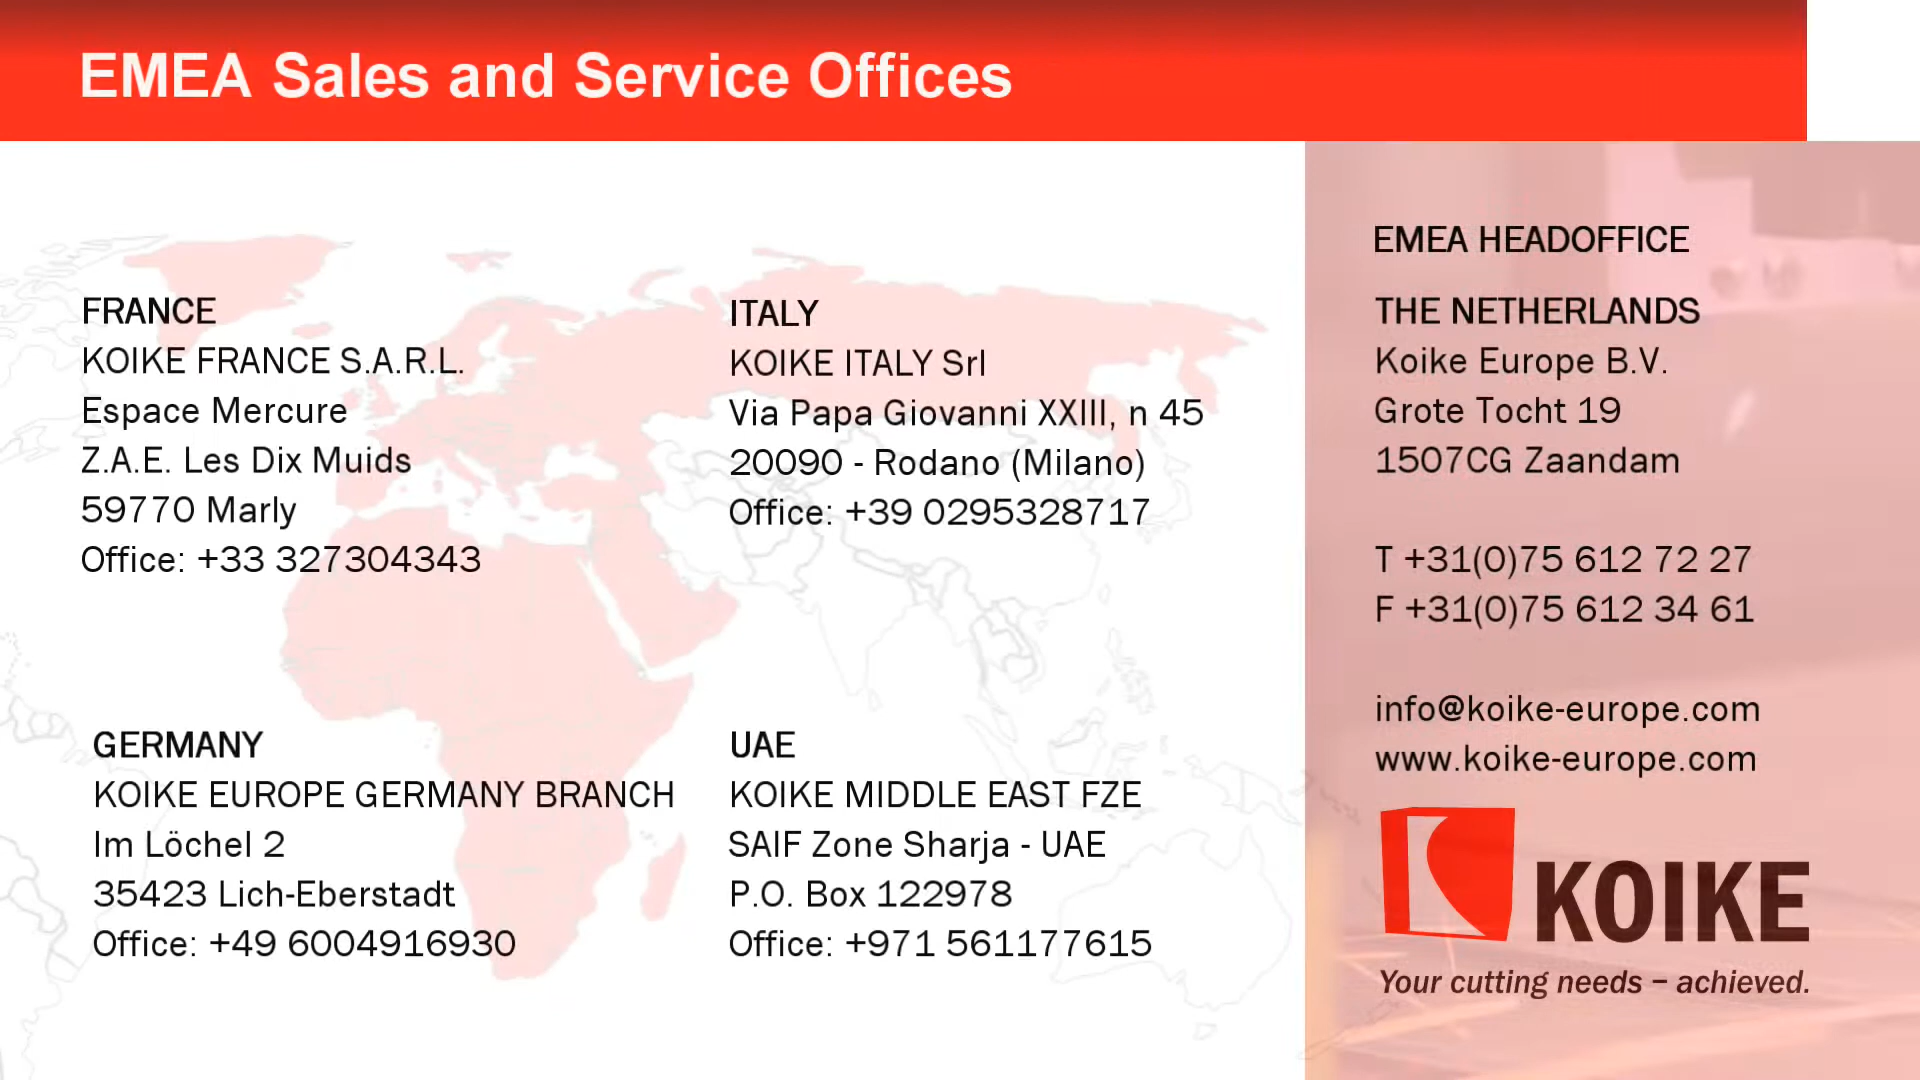 EMEA Sales and Service Offices
FRANCE
KOIKE FRANCE S.A.R.L.
Espace Mercure
Z.A.E. Les Dix Muids
59770 Marly
Office: +33 327304343
ITALY
KOIKE ITALY Srl
Via Papa Giovanni XXIII, n 45
20090 - Rodano (Milano)
Office: +39 0295328717
GERMANY
KOIKE EUROPE GERMANY BRANCH
Im Löchel 2
35423 Lich-Eberstadt
Office: +49 6004916930
UAE
KOIKE MIDDLE EAST FZE
SAIF Zone Sharja - UAE
P.O. Box 122978
Office: +971 561177615
EMEA HEADOFFICE
THE NETHERLANDS
Koike Europe B.V.
Grote Tocht 19
1507CG Zaandam
T +31(0)75 612 72 27
F +31(0)75 612 34 61
info@koike-europe.com
www.koike-europe.com
KOIKE
Your cutting needs – achieved.